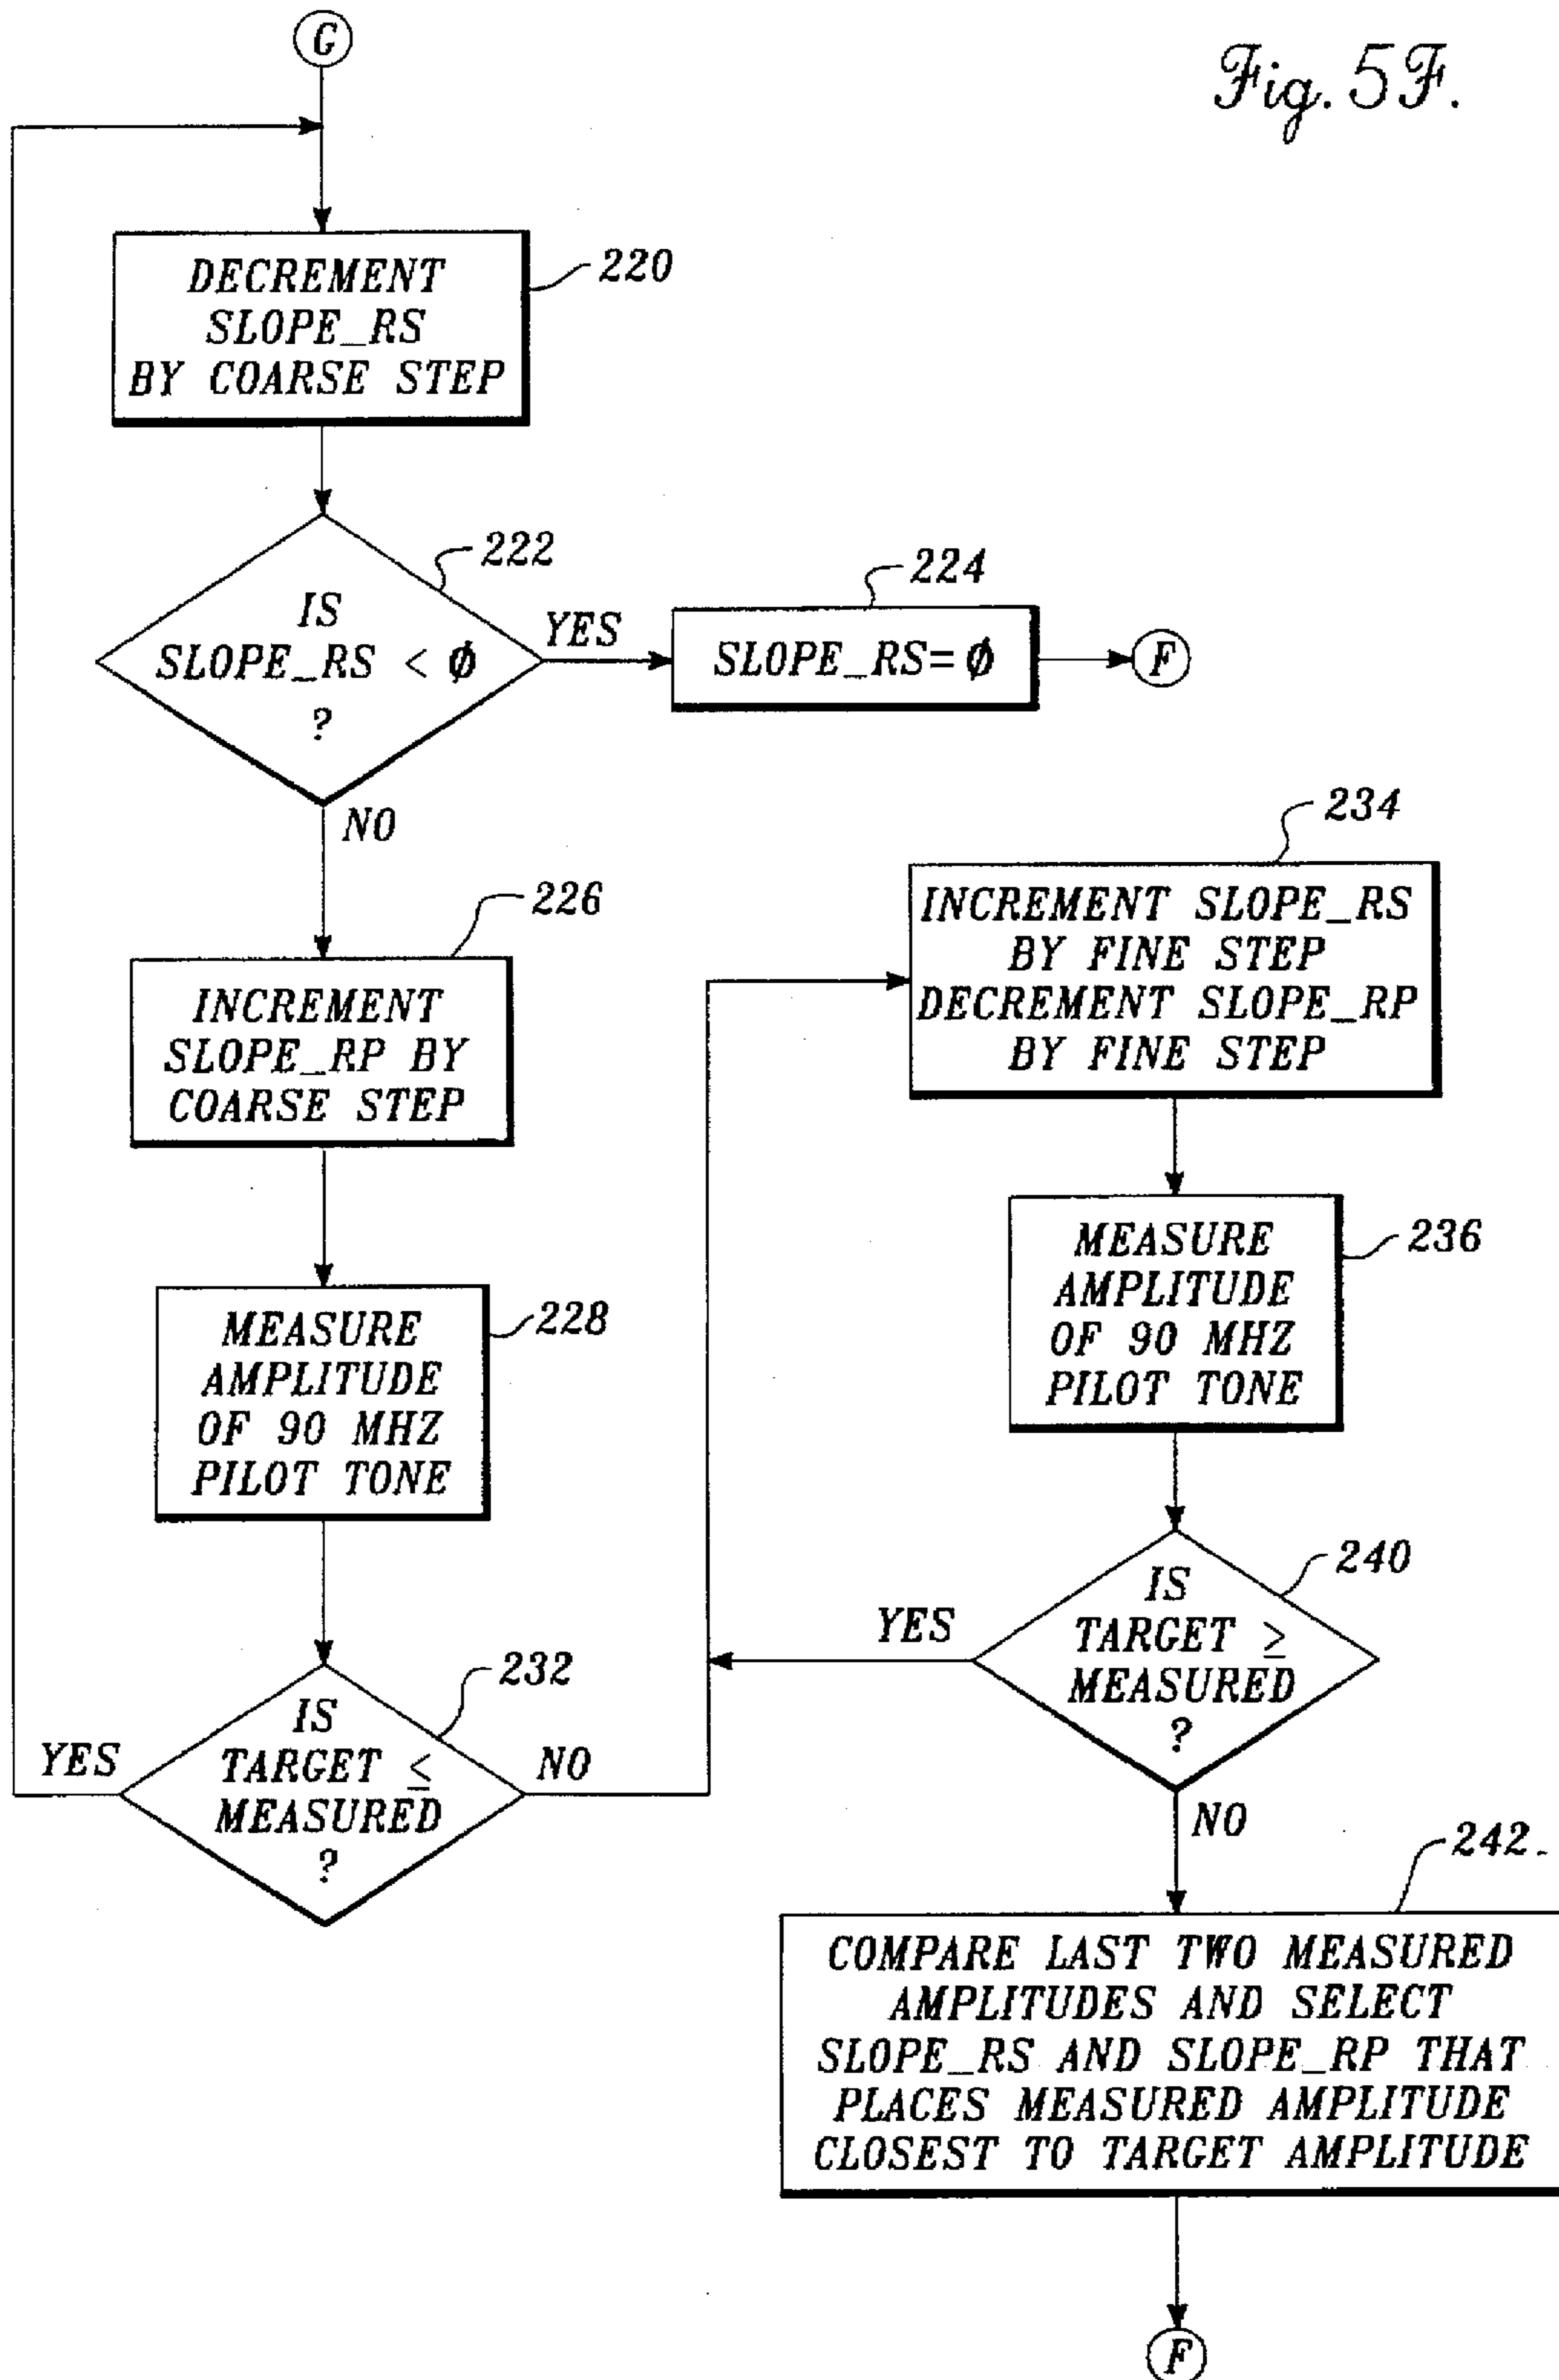 G
Fig. 5F.
DECREMENT
SLOPE_RS
BY COARSE STEP
220
222
IS
SLOPE_RS < ϕ
?
YES
224
SLOPE_RS = ϕ
F
NO
226
INCREMENT
SLOPE_RP BY
COARSE STEP
228
MEASURE
AMPLITUDE
OF 90 MHZ
PILOT TONE
232
IS
TARGET ≤
MEASURED
?
YES
NO
234
INCREMENT SLOPE_RS
BY FINE STEP
DECREMENT SLOPE_RP
BY FINE STEP
236
MEASURE
AMPLITUDE
OF 90 MHZ
PILOT TONE
240
IS
TARGET ≥
MEASURED
?
YES
NO
242
COMPARE LAST TWO MEASURED
AMPLITUDES AND SELECT
SLOPE_RS AND SLOPE_RP THAT
PLACES MEASURED AMPLITUDE
CLOSEST TO TARGET AMPLITUDE
F